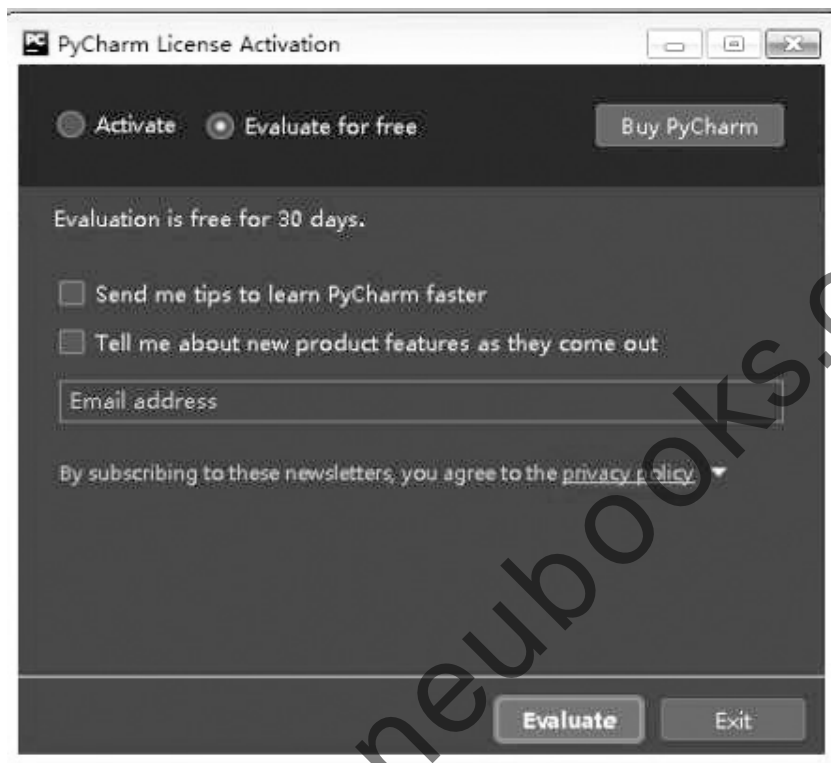 PC PyCharm License Activation
Activate Evaluate for free Buy PyCharm
Evaluation is free for 30 days.
Send me tips to learn PyCharm faster
Tell me about new product features as they come out
Email address
By subscribing to these newsletters, you agree to the privacy policy
Evaluate Exit
neubooks.